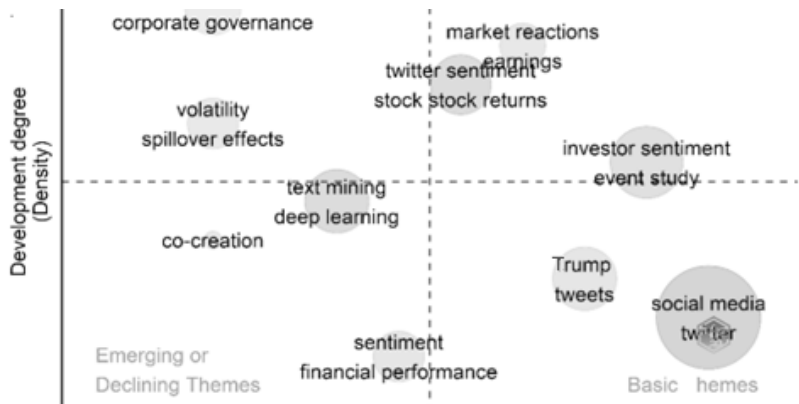 corporate governance
market reactions
earnings
twitter sentiment
stock stock returns
volatility
spillover effects
investor sentiment
event study
text mining
deep learning
co-creation
Trump
tweets
social media
twitter
sentiment
financial performance
Emerging or
Declining Themes
Basic hemes
Development degree
(Density)